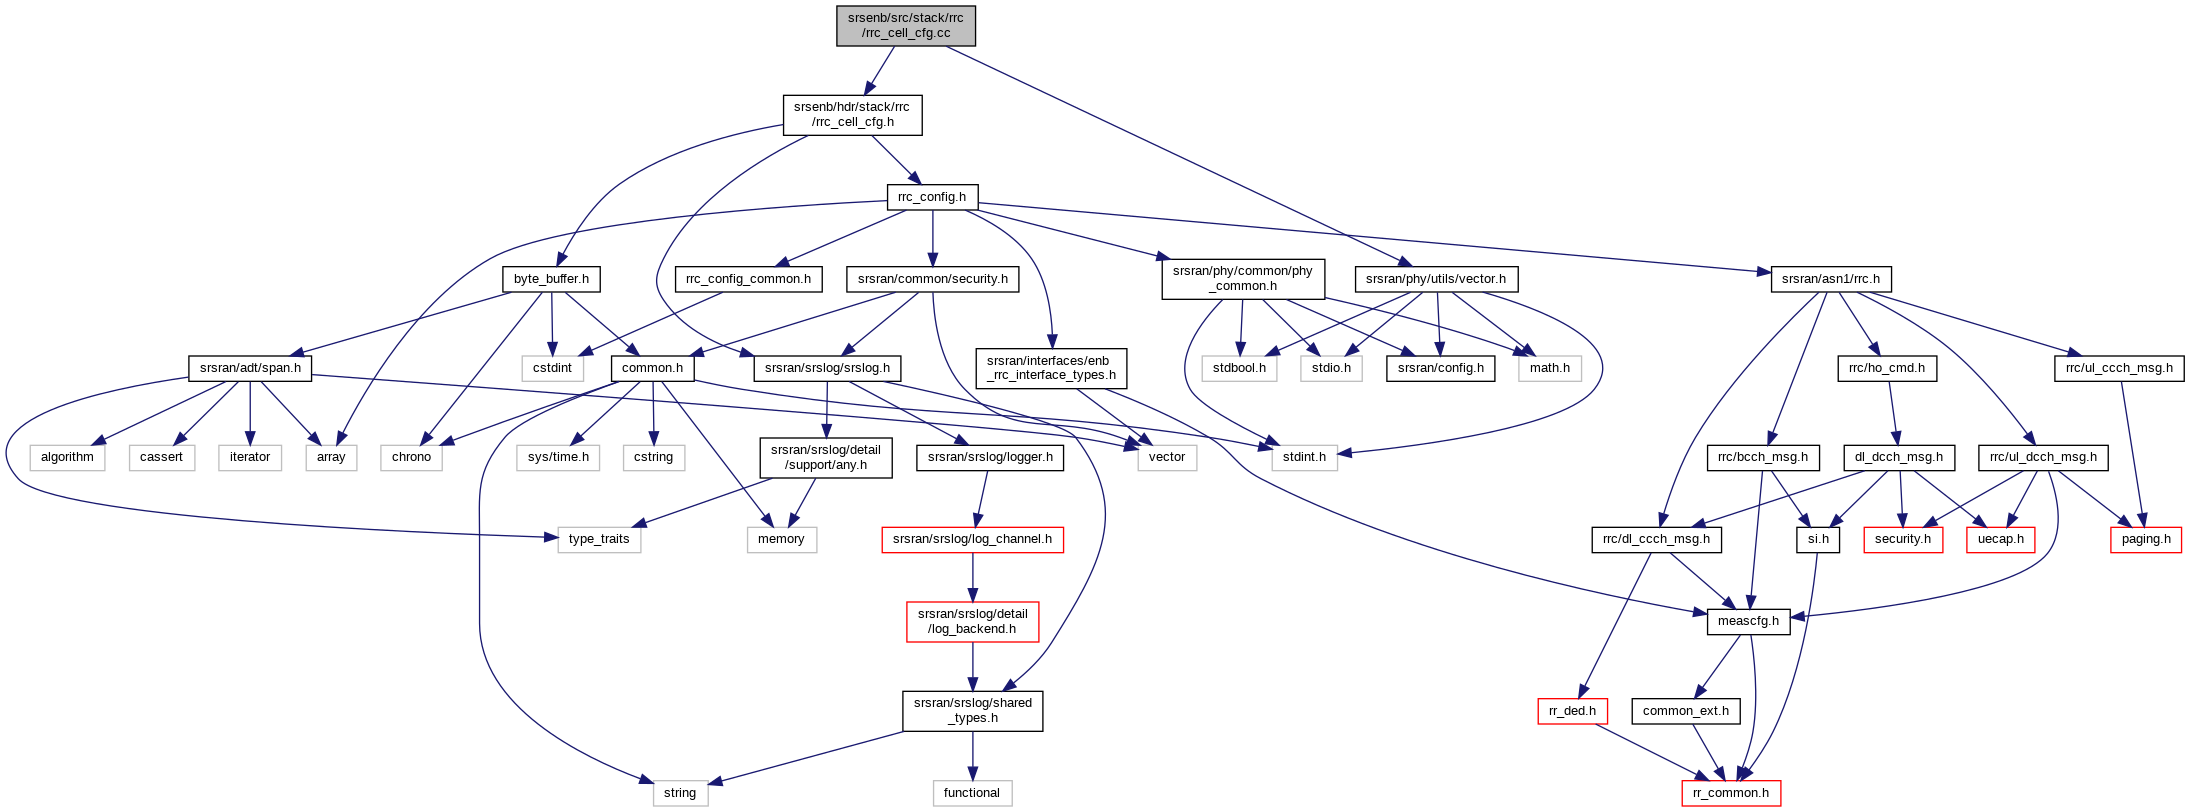 srsenb/src/stack/rrc
/rrc_cell_cfg.cc
srsenb/hdr/stack/rrc
/rrc_cell_cfg.h
rrc_config.h
byte_buffer.h
rrc_config_common.h
srsran/common/security.h
srsran/phy/common/phy
_common.h
srsran/phy/utils/vector.h
srsran/asn1/rrc.h
srsran/adt/span.h
cstdint
common.h
srsran/srslog/srslog.h
srsran/interfaces/enb
_rrc_interface_types.h
stdbool.h
stdio.h
srsran/config.h
math.h
rrc/ho_cmd.h
rrc/ul_ccch_msg.h
algorithm
cassert
iterator
array
chrono
sys/time.h
cstring
srsran/srslog/detail
/support/any.h
srsran/srslog/logger.h
vector
stdint.h
rrc/bcch_msg.h
dl_dcch_msg.h
rrc/ul_dcch_msg.h
type_traits
memory
srsran/srslog/log_channel.h
rrc/dl_ccch_msg.h
si.h
security.h
uecap.h
paging.h
srsran/srslog/detail
/log_backend.h
meascfg.h
srsran/srslog/shared
_types.h
rr_ded.h
common_ext.h
string
functional
rr_common.h